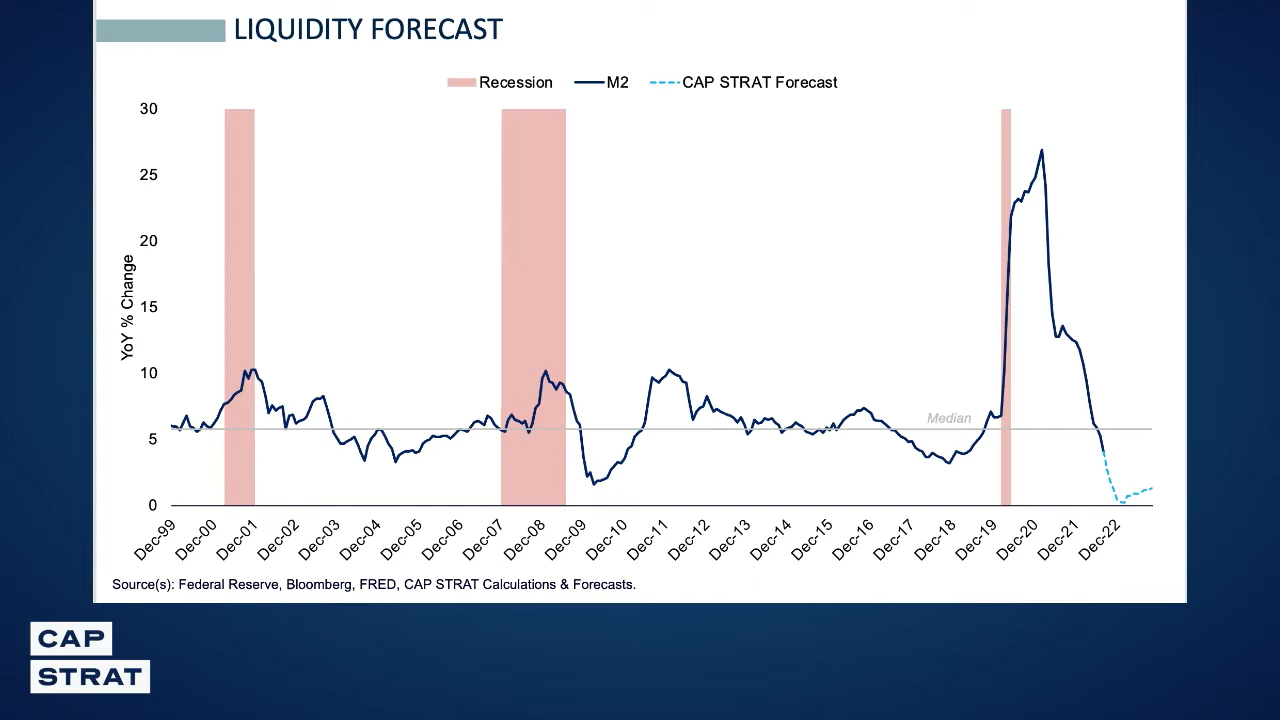 LIQUIDITY FORECAST
Recession M2 CAP STRAT Forecast
30
25
20
15
10
5
0
YoY % Change
Median
Dec-99 Dec-00 Dec-01 Dec-02 Dec-03 Dec-04 Dec-05 Dec-06 Dec-07 Dec-08 Dec-09 Dec-10 Dec-11 Dec-12 Dec-13 Dec-14 Dec-15 Dec-16 Dec-17 Dec-18 Dec-19 Dec-20 Dec-21 Dec-22
Source(s): Federal Reserve, Bloomberg, FRED, CAP STRAT Calculations & Forecasts.
CAP
STRAT